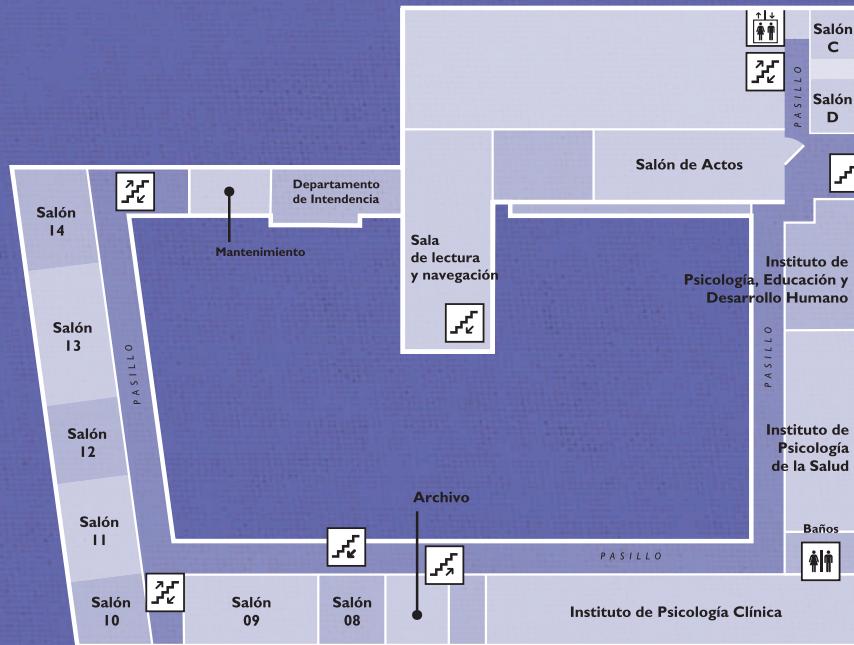 Salón
C
Salón
D
PASILLO
Salón de Actos
Departamento
de Intendencia
Mantenimiento
Salón
14
Sala
de lectura
y navegación
Instituto de
Psicología, Educación y
Desarrollo Humano
Salón
13
PASILLO
PASILLO
Salón
12
Instituto de
Psicología
de la Salud
Archivo
Salón
11
Baños
PASILLO
Salón
10
Salón
09
Salón
08
Instituto de Psicología Clínica